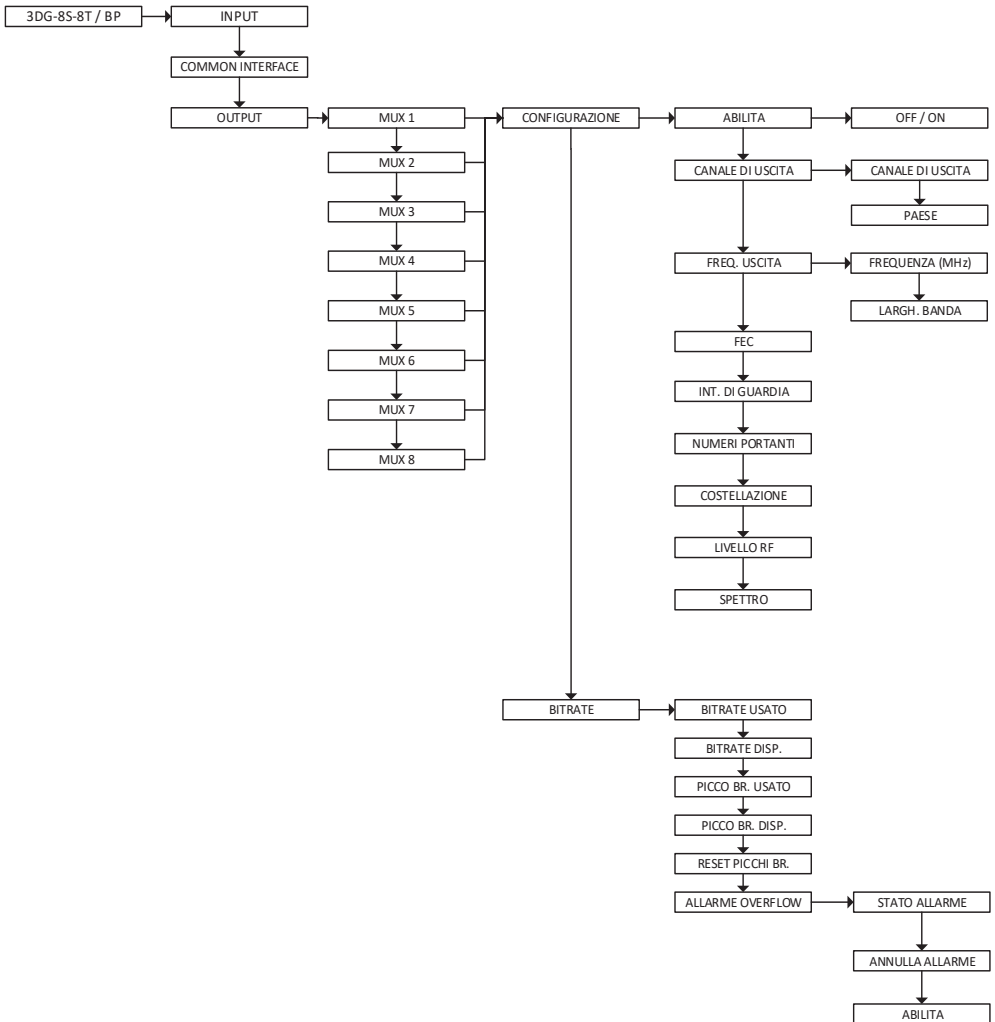 3DG-8S-8T / BP
INPUT
COMMON INTERFACE
OUTPUT
MUX 1
MUX 2
MUX 3
MUX 4
MUX 5
MUX 6
MUX 7
MUX 8
CONFIGURAZIONE
ABILITA
OFF / ON
CANALE DI USCITA
CANALE DI USCITA
PAESE
FREQ. USCITA
FREQUENZA (MHz)
LARGH. BANDA
FEC
INT. DI GUARDIA
NUMERI PORTANTI
COSTELLAZIONE
LIVELLO RF
SPETTRO
BITRATE
BITRATE USATO
BITRATE DISP.
PICCO BR. USATO
PICCO BR. DISP.
RESET PICCHI BR.
ALLARME OVERFLOW
STATO ALLARME
ANNULLA ALLARME
ABILITA